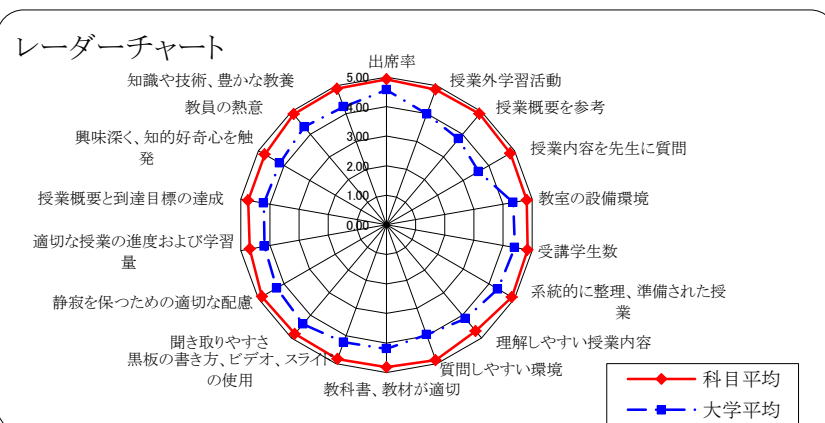 レーダーチャート
出席率
授業外学習活動
授業概要を参考
授業内容を先生に質問
教室の設備環境
受講学生数
系統的に整理、準備された授
業
理解しやすい授業内容
質問しやすい環境
教科書、教材が適切
黒板の書き方、ビデオ、スライド
の使用
聞き取りやすさ
静寂を保つための適切な配慮
適切な授業の進度および学習
量
授業概要と到達目標の達成
興味深く、知的好奇心を触
発
教員の熱意
知識や技術、豊かな教養
5.00
4.00
3.00
2.00
1.00
0.00
科目平均
大学平均